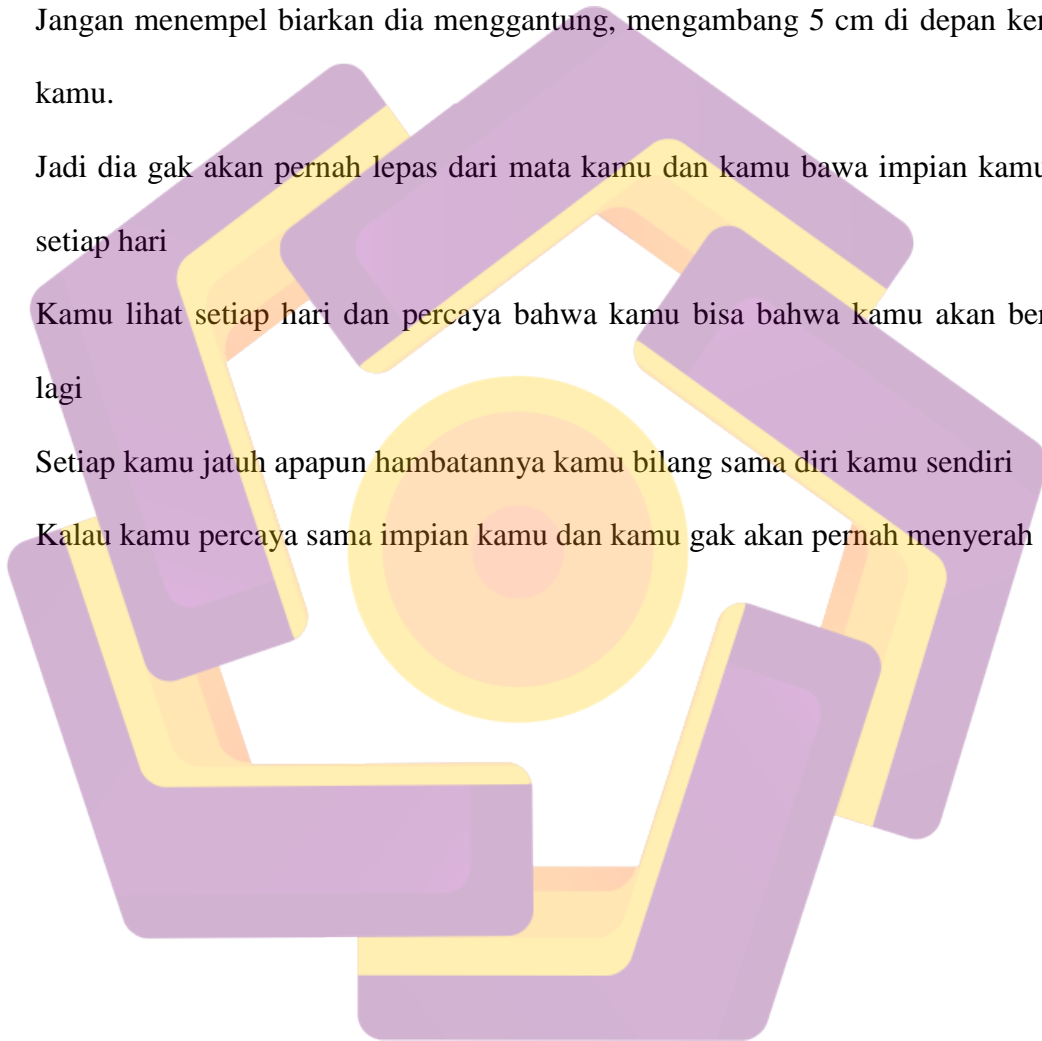 Jangan menempel biarkan dia menggantung, mengambang 5 cm di depan
kamu.
Jadi dia gak akan pernah lepas dari mata kamu dan kamu bawa impian kamu
setiap hari
Kamu lihat setiap hari dan percaya bahwa kamu bisa bahwa kamu akan
lagi
Setiap kamu jatuh apapun hambatannya kamu bilang sama diri kamu sendiri
Kalau kamu percaya sama impian kamu dan kamu gak akan pernah menyerah